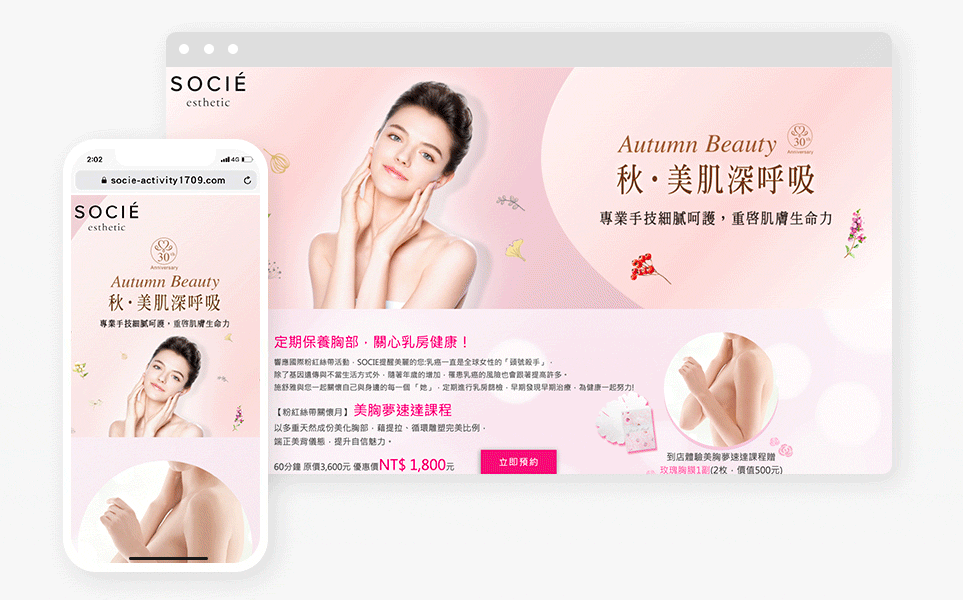 SOCIÉ
esthetic
Autumn Beauty
30th
Anniversary
秋·美肌深呼吸
專業手技細膩呵護，重啓肌膚生命力
定期保養胸部，關心乳房健康！
響應國際粉紅絲帶活動，SOCIE提醒美麗的您:乳癌一直是全球女性的「頭號殺手」，
除了基因遺傳與不當生活方式外，隨著年歲的增加，罹患乳癌的風險也會跟著提高許多。
施舒雅與您一起關懷自己與身邊的每一個「她」，定期進行乳房篩檢，早期發現早期治療，為健康一起努力!
【粉紅絲帶關懷月】美胸夢速達課程
以多重天然成份美化胸部，藉提拉、循環雕塑完美比例，
端正美背儀態，提升自信魅力。
60分鐘 原價3,600元 優惠價NT$ 1,800元
立即預約
到店體驗美胸夢速達課程贈
玫瑰胸膜1副(2枚，價值500元)
2:02
4G
socie-activity1709.com
SOCIÉ
esthetic
30th
Anniversary
Autumn Beauty
秋·美肌深呼吸
專業手技細膩呵護，重啓肌膚生命力